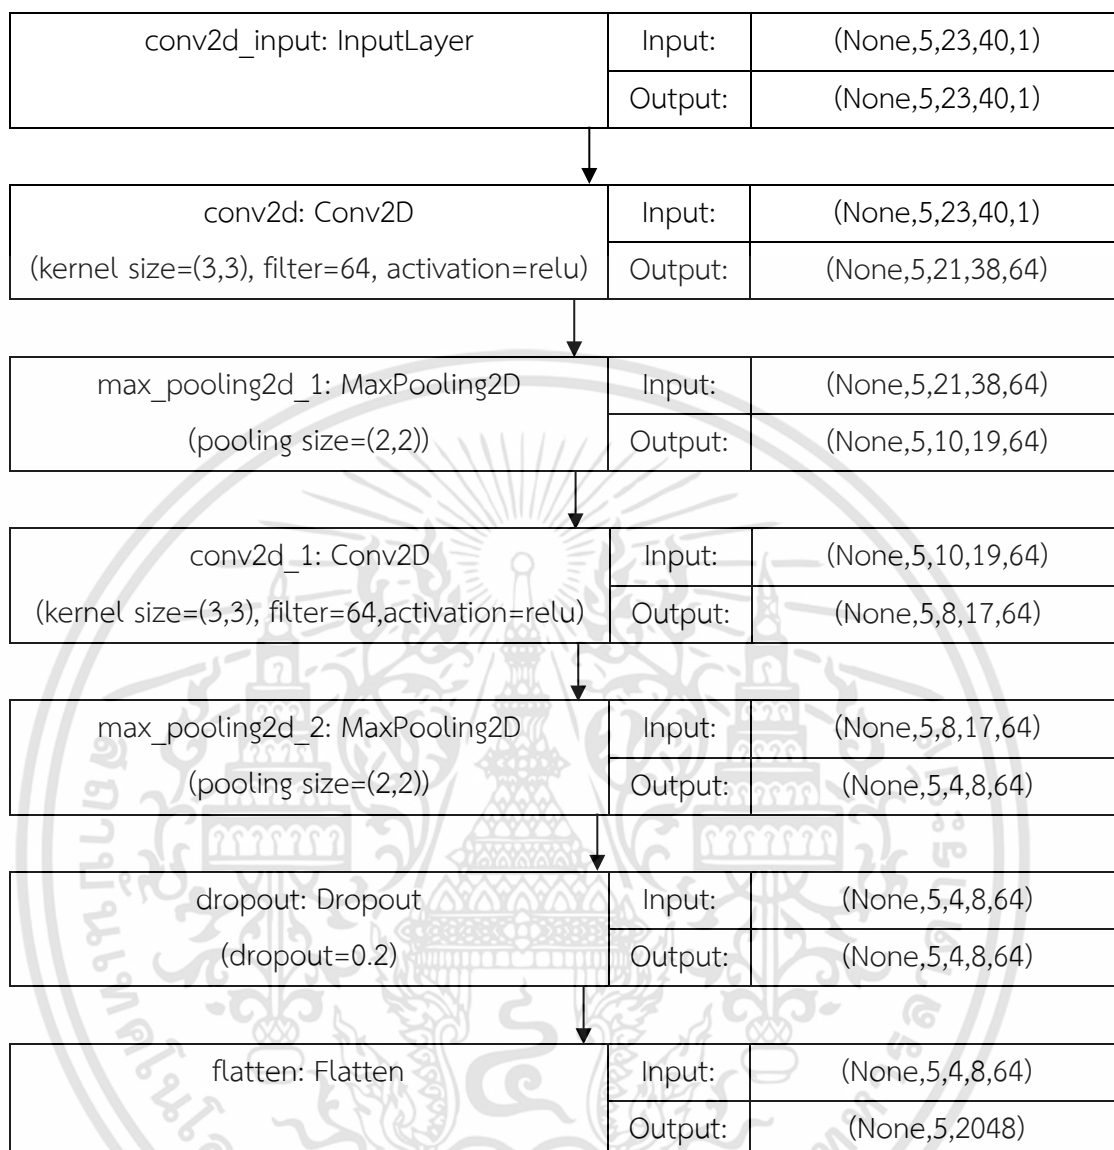 conv2d_input: InputLayer Input: (None,5,23,40,1)
Output: (None,5,23,40,1)
conv2d: Conv2D Input: (None,5,23,40,1)
(kernel size=(3,3), filter=64, activation=relu) Output: (None,5,21,38,64)
max_pooling2d_1: MaxPooling2D Input: (None,5,21,38,64)
(pooling size=(2,2)) Output: (None,5,10,19,64)
conv2d_1: Conv2D Input: (None,5,10,19,64)
(kernel size=(3,3), filter=64,activation=relu) Output: (None,5,8,17,64)
max_pooling2d_2: MaxPooling2D Input: (None,5,8,17,64)
(pooling size=(2,2)) Output: (None,5,4,8,64)
dropout: Dropout Input: (None,5,4,8,64)
(dropout=0.2) Output: (None,5,4,8,64)
flatten: Flatten Input: (None,5,4,8,64)
Output: (None,5,2048)